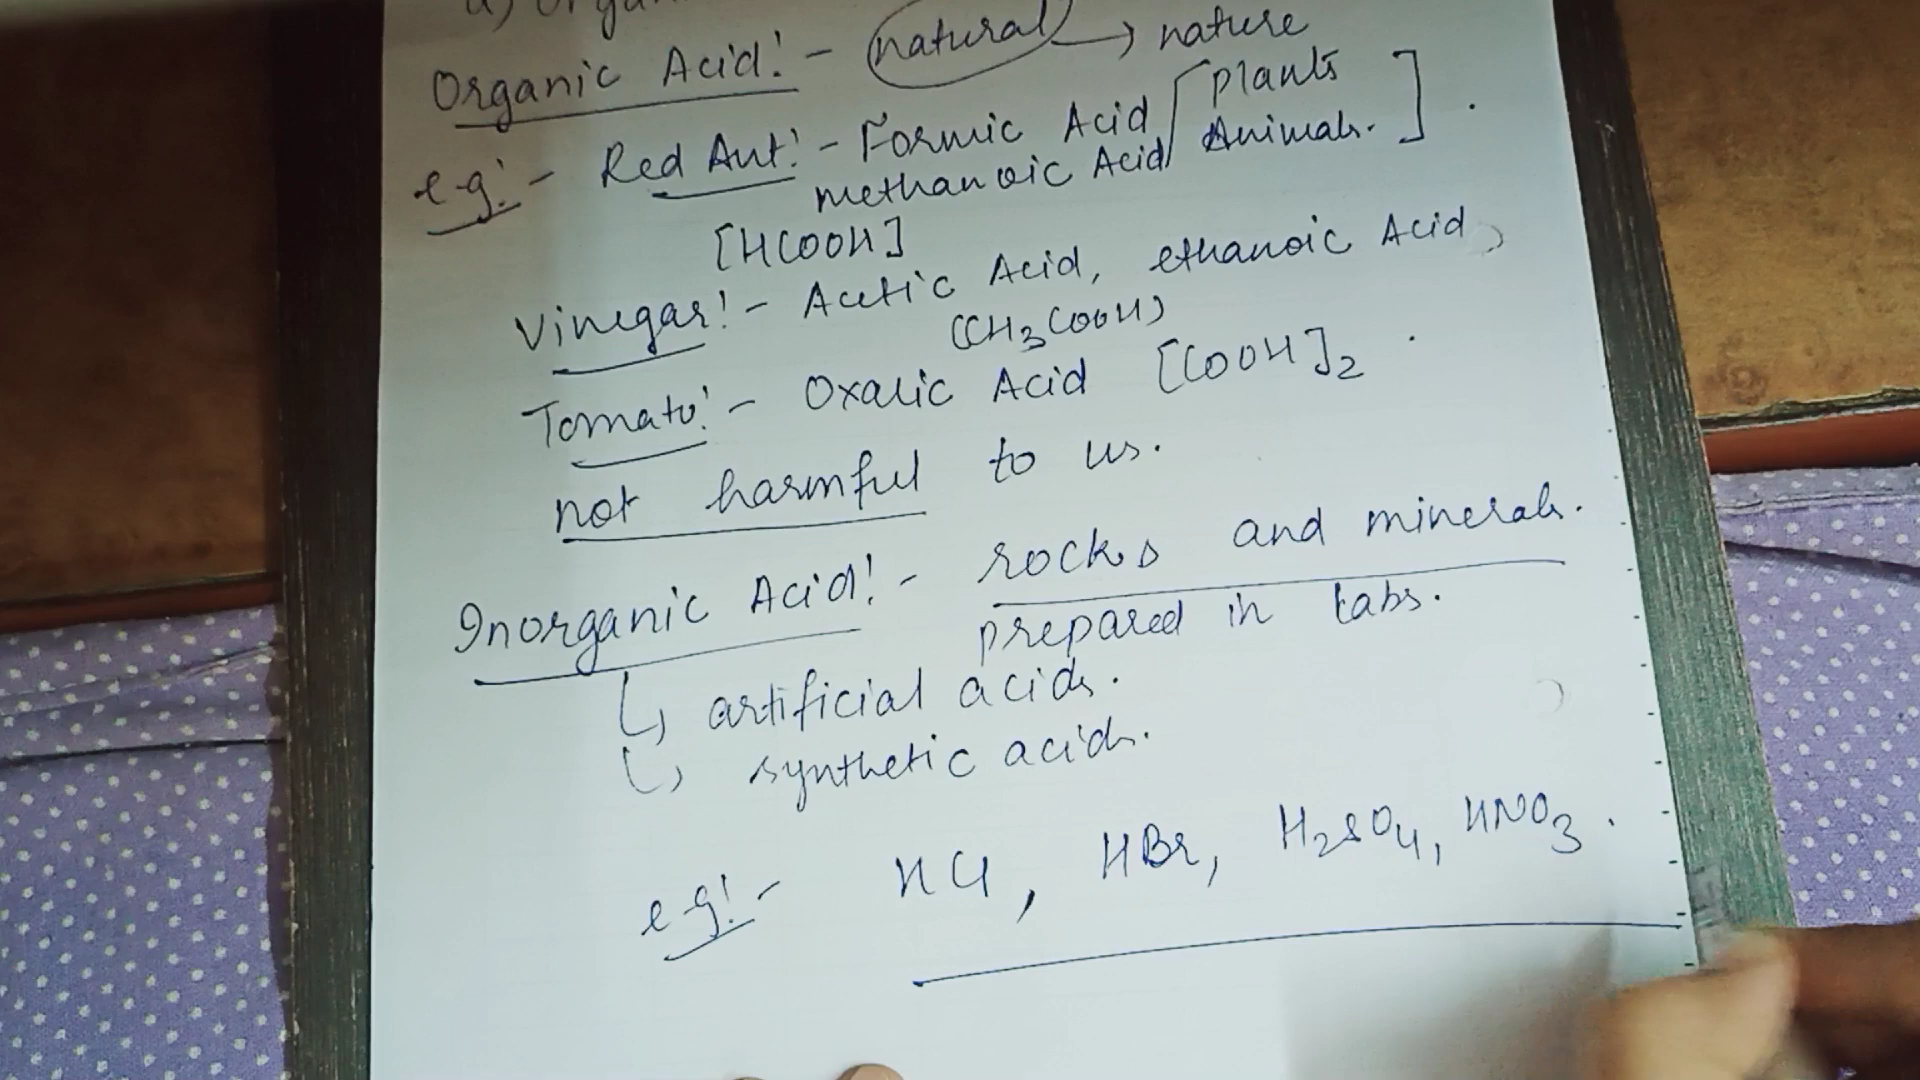 Organic Acid:- natural → nature
e.g:- Red Ant:- Formic Acid, [Plants
methanoic Acid Animals.]
[HCOOH]
Vinegar:- Acetic Acid, ethanoic Acid,
(CH3COOH)
Tomato:- Oxalic Acid [COOH]2
not harmful to us.
Inorganic Acid:- rocks and minerals.
prepared in labs.
↳ artificial acids.
↳ synthetic acids.
e.g:- HCl, HBr, H2SO4, HNO3.